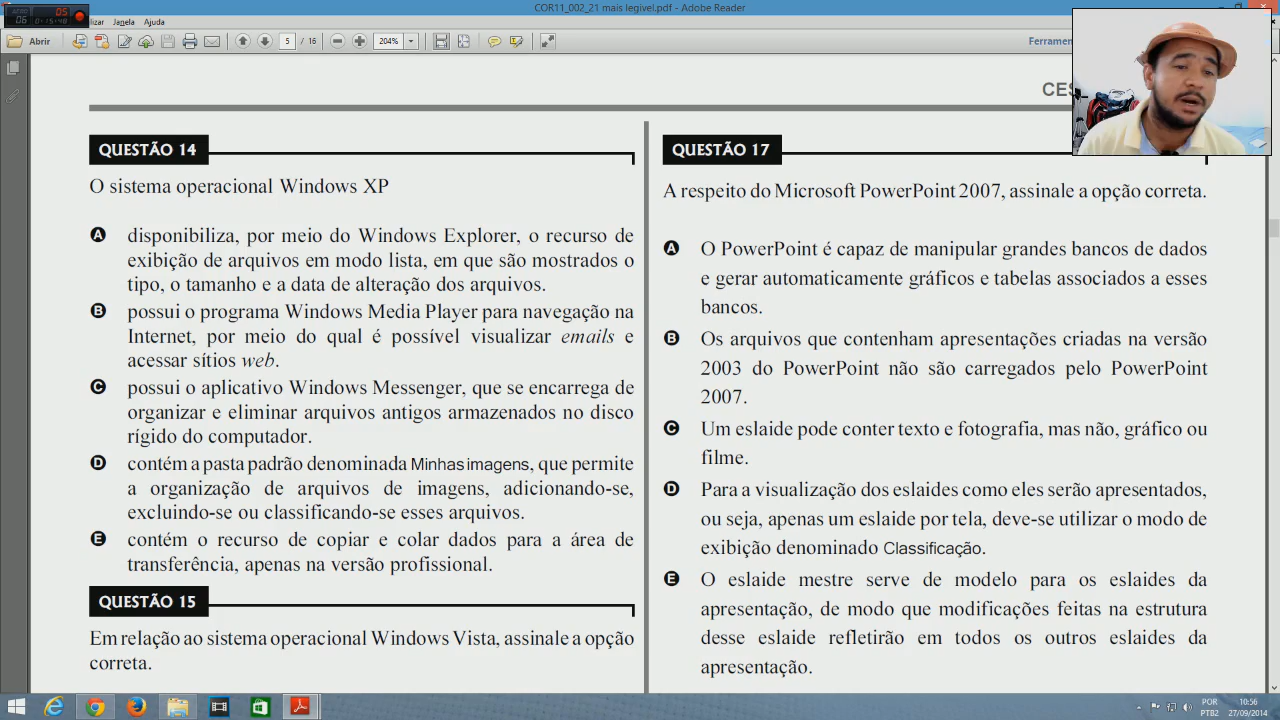 COR11_002_21 mais legivel.pdf - Adobe Reader
05
06
0:15:48
lizar Janela Ajuda
Abrir
5 / 16
204%
Ferrame
CES
QUESTÃO 14
O sistema operacional Windows XP
A disponibiliza, por meio do Windows Explorer, o recurso de
exibição de arquivos em modo lista, em que são mostrados o
tipo, o tamanho e a data de alteração dos arquivos.
B possui o programa Windows Media Player para navegação na
Internet, por meio do qual é possível visualizar emails e
acessar sítios web.
C possui o aplicativo Windows Messenger, que se encarrega de
organizar e eliminar arquivos antigos armazenados no disco
rígido do computador.
D contém a pasta padrão denominada Minhas imagens, que permite
a organização de arquivos de imagens, adicionando-se,
excluindo-se ou classificando-se esses arquivos.
E contém o recurso de copiar e colar dados para a área de
transferência, apenas na versão profissional.
QUESTÃO 15
Em relação ao sistema operacional Windows Vista, assinale a opção
correta.
QUESTÃO 17
A respeito do Microsoft PowerPoint 2007, assinale a opção correta.
A O PowerPoint é capaz de manipular grandes bancos de dados
e gerar automaticamente gráficos e tabelas associados a esses
bancos.
B Os arquivos que contenham apresentações criadas na versão
2003 do PowerPoint não são carregados pelo PowerPoint
2007.
C Um eslaide pode conter texto e fotografia, mas não, gráfico ou
filme.
D Para a visualização dos eslaides como eles serão apresentados,
ou seja, apenas um eslaide por tela, deve-se utilizar o modo de
exibição denominado Classificação.
E O eslaide mestre serve de modelo para os eslaides da
apresentação, de modo que modificações feitas na estrutura
desse eslaide refletirão em todos os outros eslaides da
apresentação.
POR
PTB2
10:56
27/09/2014